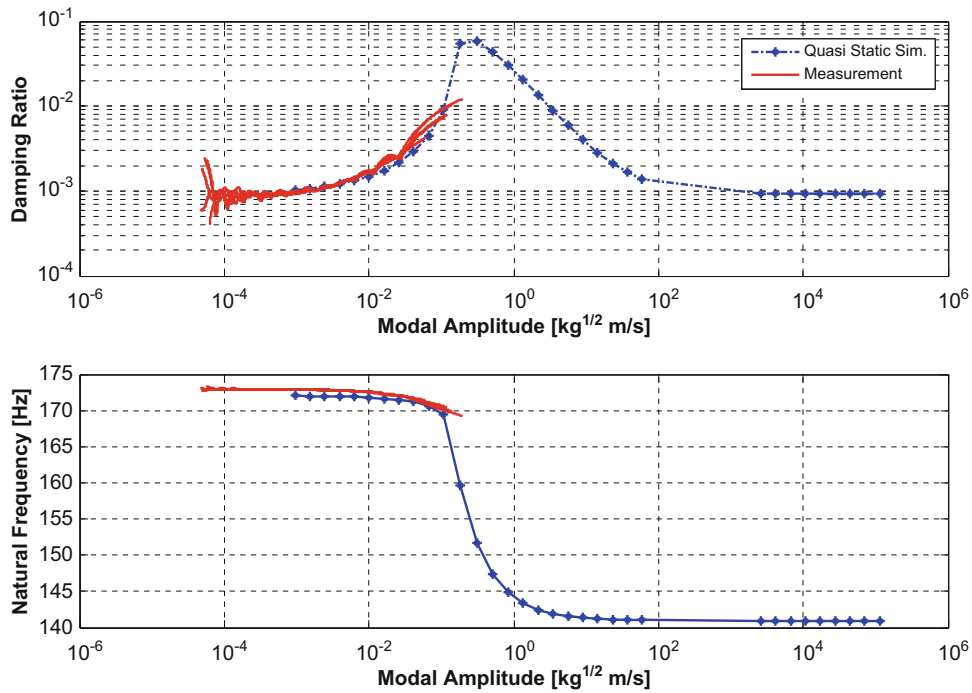 10^-1
10^-2
10^-3
10^-4
Damping Ratio
Quasi Static Sim.
Measurement
10^-6 10^-4 10^-2 10^0 10^2 10^4 10^6
Modal Amplitude [kg^1/2 m/s]
175
170
165
160
155
150
145
140
Natural Frequency [Hz]
10^-6 10^-4 10^-2 10^0 10^2 10^4 10^6
Modal Amplitude [kg^1/2 m/s]